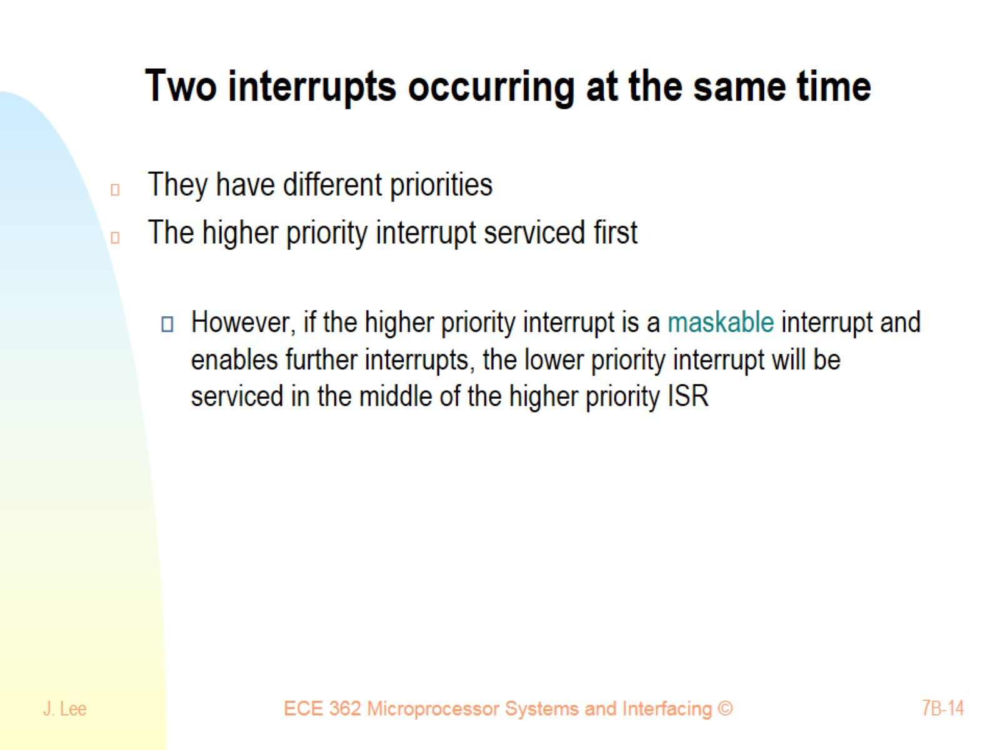 Two interrupts occurring at the same time
They have different priorities
The higher priority interrupt serviced first
However, if the higher priority interrupt is a maskable interrupt and
enables further interrupts, the lower priority interrupt will be
serviced in the middle of the higher priority ISR
J. Lee
ECE 362 Microprocessor Systems and Interfacing ©
7B-14